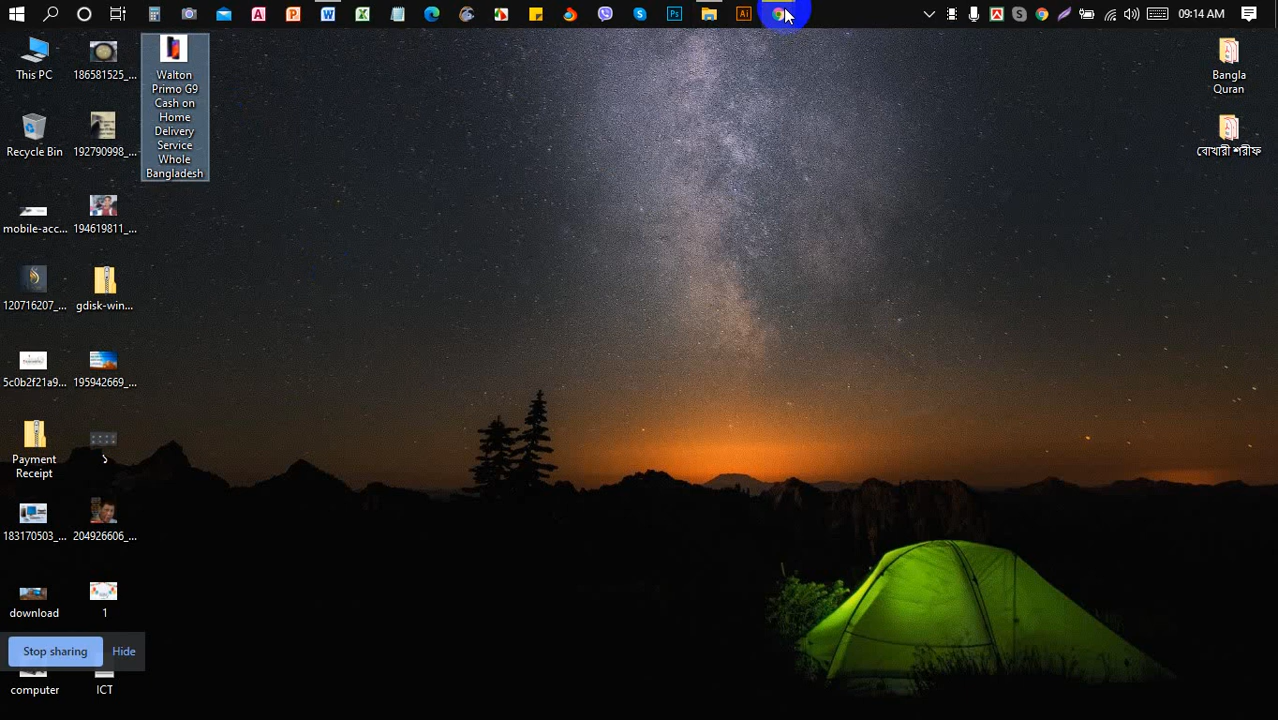 09:14 AM
This PC
186581525_...
Walton
Primo G9
Cash on
Home
Delivery
Service
Whole
Bangladesh
Bangla
Quran
Recycle Bin
192790998_...
বোখারী শরীফ
mobile-acc...
194619811_...
120716207_...
gdisk-win...
5c0b2f21a9...
195942669_...
Payment
Receipt
১
183170503_...
204926606_...
download
1
Stop sharing
Hide
computer
ICT